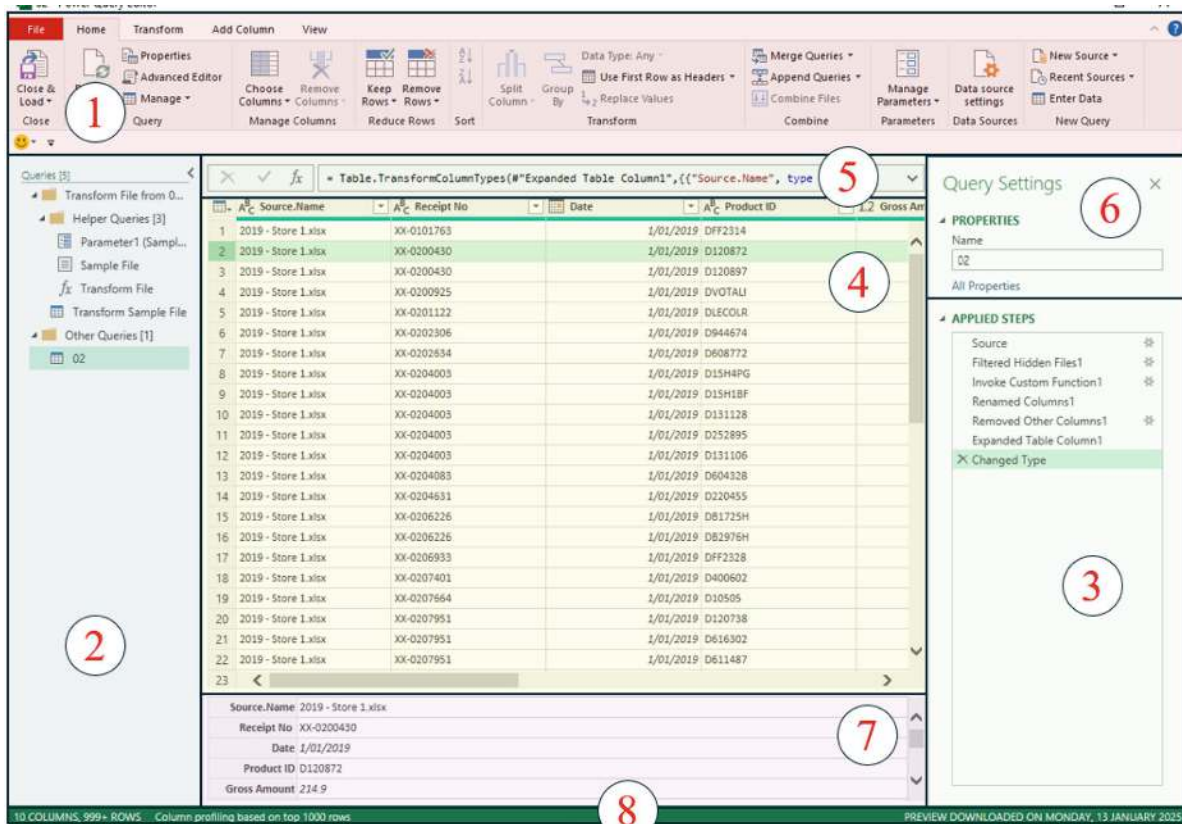 02 - Power Query Editor
File Home Transform Add Column View
Close & Load
Close
Properties
Advanced Editor
Manage
Query
Choose Columns
Remove Columns
Manage Columns
Keep Rows
Remove Rows
Reduce Rows
Sort
Split Column
Group By
Data Type: Any
Use First Row as Headers
Replace Values
Transform
Merge Queries
Append Queries
Combine Files
Combine
Manage Parameters
Parameters
Data source settings
Data Sources
New Source
Recent Sources
Enter Data
New Query
1
Queries [5]
Transform File from 0...
Helper Queries [3]
Parameter1 (Sampl...
Sample File
fx Transform File
Transform Sample File
Other Queries [1]
02
2
fx = Table.TransformColumnTypes(#"Expanded Table Column1",{{"Source.Name", type
5
Source.Name Receipt No Date Product ID 1.2 Gross Am
1 2019 - Store 1.xlsx XX-0101763 1/01/2019 DFF2314
2 2019 - Store 1.xlsx XX-0200430 1/01/2019 D120872
3 2019 - Store 1.xlsx XX-0200430 1/01/2019 D120897
4 2019 - Store 1.xlsx XX-0200925 1/01/2019 DVOTALI
5 2019 - Store 1.xlsx XX-0201122 1/01/2019 DLECOLR
6 2019 - Store 1.xlsx XX-0202306 1/01/2019 D944674
7 2019 - Store 1.xlsx XX-0202634 1/01/2019 D608772
8 2019 - Store 1.xlsx XX-0204003 1/01/2019 D15H4PG
9 2019 - Store 1.xlsx XX-0204003 1/01/2019 D15H1BF
10 2019 - Store 1.xlsx XX-0204003 1/01/2019 D131128
11 2019 - Store 1.xlsx XX-0204003 1/01/2019 D252895
12 2019 - Store 1.xlsx XX-0204003 1/01/2019 D131106
13 2019 - Store 1.xlsx XX-0204083 1/01/2019 D604328
14 2019 - Store 1.xlsx XX-0204631 1/01/2019 D220455
15 2019 - Store 1.xlsx XX-0206226 1/01/2019 DB1725H
16 2019 - Store 1.xlsx XX-0206226 1/01/2019 DB2976H
17 2019 - Store 1.xlsx XX-0206933 1/01/2019 DFF2328
18 2019 - Store 1.xlsx XX-0207401 1/01/2019 D400602
19 2019 - Store 1.xlsx XX-0207664 1/01/2019 D10505
20 2019 - Store 1.xlsx XX-0207951 1/01/2019 D120738
21 2019 - Store 1.xlsx XX-0207951 1/01/2019 D616302
22 2019 - Store 1.xlsx XX-0207951 1/01/2019 D611487
23
4
Source.Name 2019 - Store 1.xlsx
Receipt No XX-0200430
Date 1/01/2019
Product ID D120872
Gross Amount 214.9
7
Query Settings
6
PROPERTIES
Name
02
All Properties
APPLIED STEPS
Source
Filtered Hidden Files1
Invoke Custom Function1
Renamed Columns1
Removed Other Columns1
Expanded Table Column1
Changed Type
3
10 COLUMNS, 999+ ROWS Column profiling based on top 1000 rows
8
PREVIEW DOWNLOADED ON MONDAY, 13 JANUARY 2025